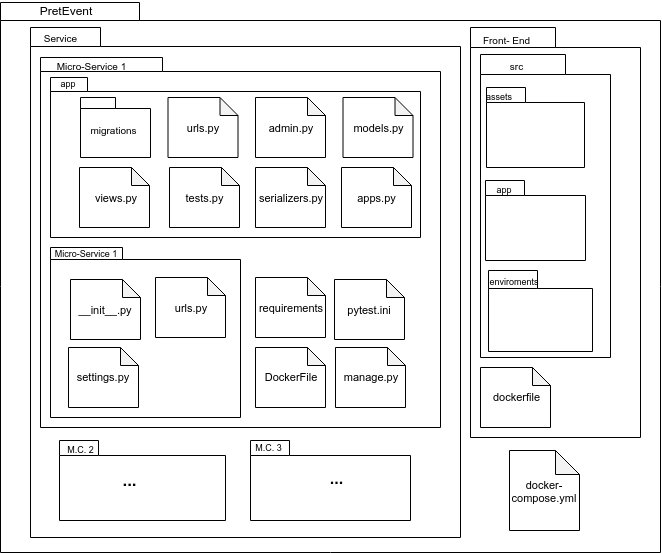 PretEvent
Service
Micro-Service 1
app
migrations
urls.py
admin.py
models.py
views.py
tests.py
serializers.py
apps.py
Micro-Service 1
__init__.py
urls.py
requirements
pytest.ini
settings.py
DockerFile
manage.py
M.C. 2
...
M.C. 3
...
Front- End
src
assets
app
enviroments
dockerfile
docker-
compose.yml